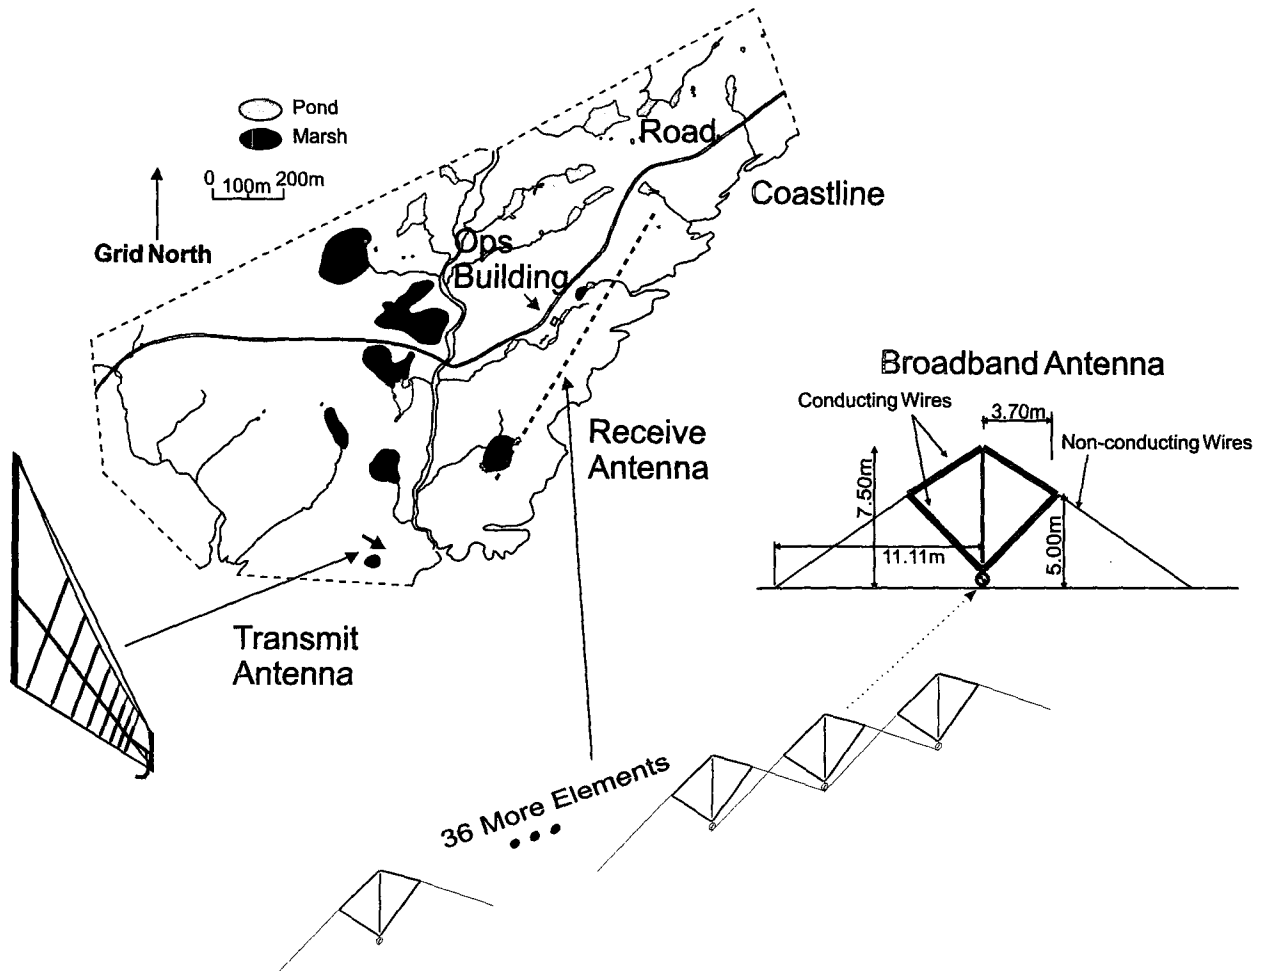 Pond
Marsh
0 100m 200m
Grid North
Road
Coastline
Ops
Building
Receive
Antenna
Transmit
Antenna
Broadband Antenna
Conducting Wires
3.70m
Non-conducting Wires
7.50m
11.11m
5.00m
36 More Elements